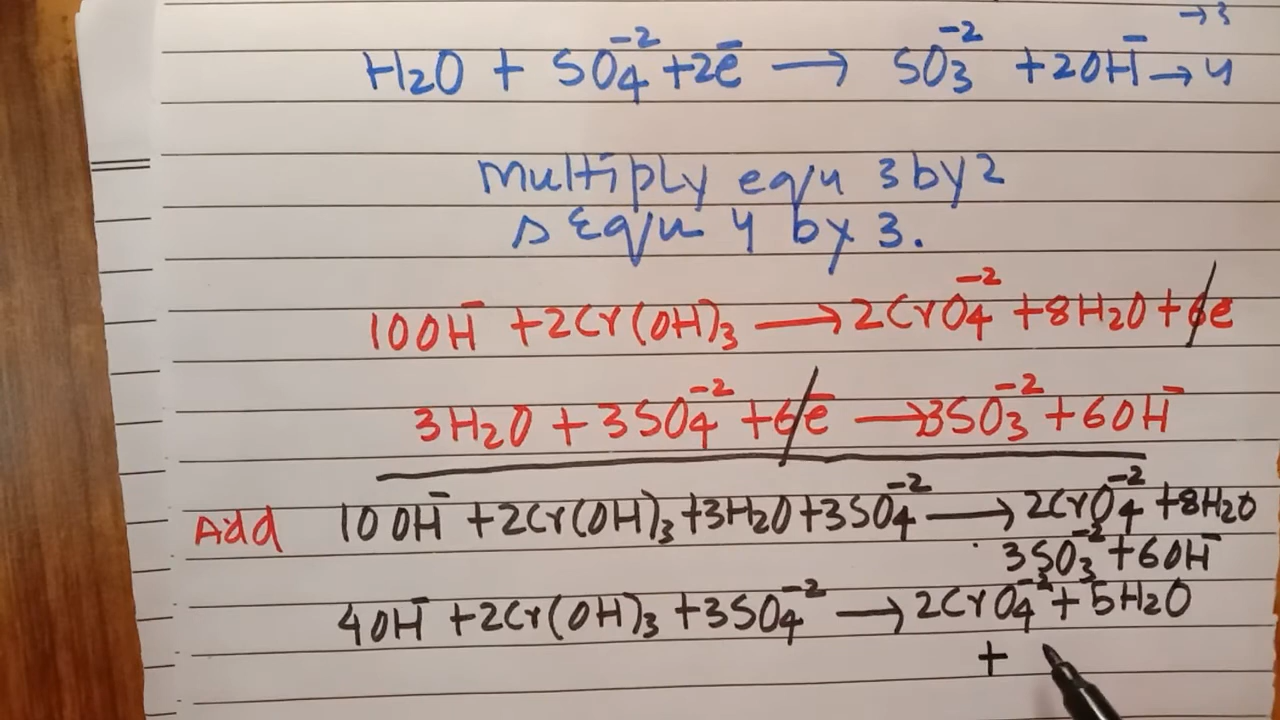 → 3
H₂O + SO₄⁻² + 2e⁻ → SO₃⁻² + 2OH⁻ → 4
Multiply equ 3 by 2
s Equ 4 by 3.
10OH⁻ + 2Cr(OH)₃ → 2CrO₄⁻² + 8H₂O + 6e
3H₂O + 3SO₄⁻² + 6e⁻ → 3SO₃⁻² + 6OH⁻
Add 10OH⁻ + 2Cr(OH)₃ + 3H₂O + 3SO₄⁻² → 2CrO₄⁻² + 8H₂O
3SO₃⁻² + 6OH⁻
4OH⁻ + 2Cr(OH)₃ + 3SO₄⁻² → 2CrO₄⁻² + 5H₂O
+